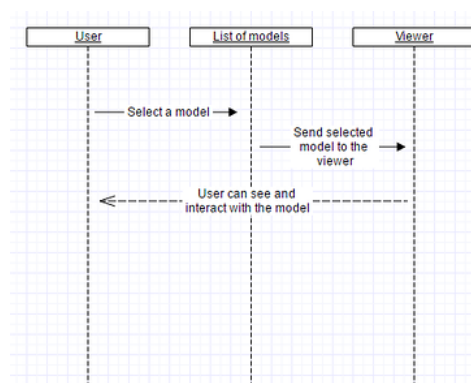 User
List of models
Viewer
Select a model
Send selected
model to the
viewer
User can see and
interact with the model